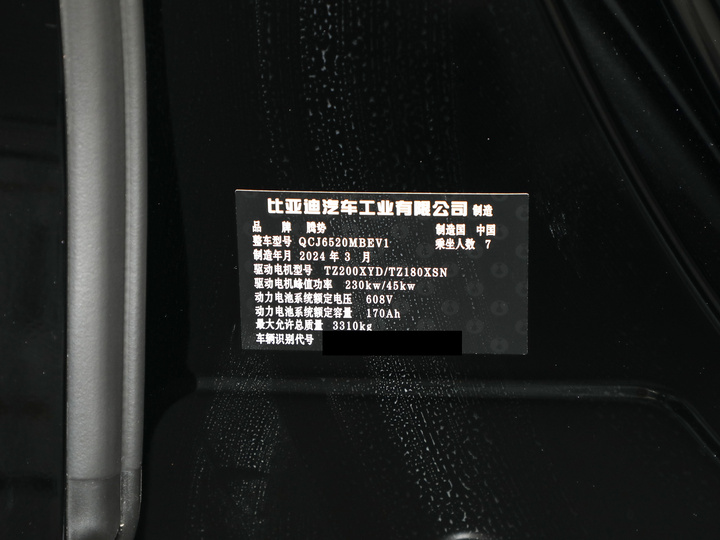 比亚迪汽车工业有限公司 制造
品 牌 腾势 制造国 中国
整车型号 QCJ6520MBEV1 乘坐人数 7
制造年月 2024 年 3 月
驱动电机型号 TZ200XYD/TZ180XSN
驱动电机峰值功率 230kw/45kw
动力电池系统额定电压 608V
动力电池系统额定容量 170Ah
最大允许总质量 3310kg
车辆识别代号